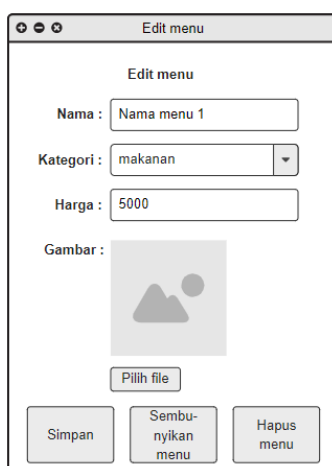 Edit menu
Edit menu
Nama : Nama menu 1
Kategori : makanan
Harga : 5000
Gambar :
Pilih file
Simpan
Sembu-
nyikan
menu
Hapus
menu